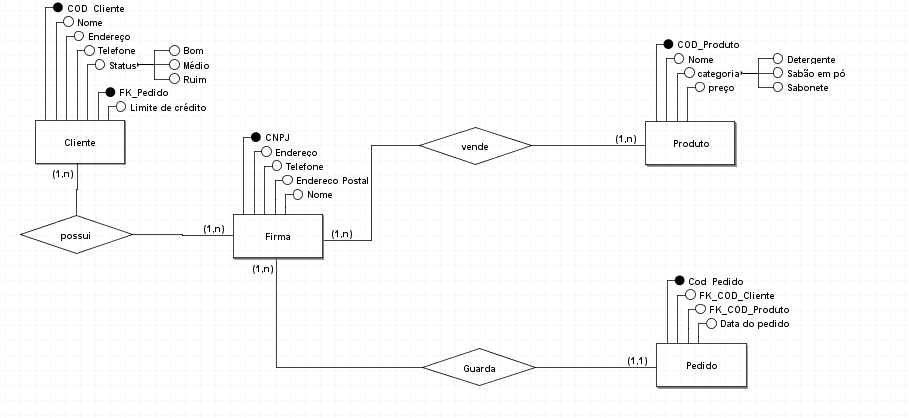 COD_Cliente
Nome
Endereço
Telefone
Status
Bom
Médio
Ruim
FK_Pedido
Limite de crédito
Cliente
(1,n)
possui
(1,n)
CNPJ
Endereço
Telefone
Endereco Postal
Nome
Firma
(1,n)
(1,n)
vende
(1,n)
COD_Produto
Nome
categoria
preço
Detergente
Sabão em pó
Sabonete
Produto
Guarda
(1,1)
Cod_Pedido
FK_COD_Cliente
FK_COD_Produto
Data do pedido
Pedido